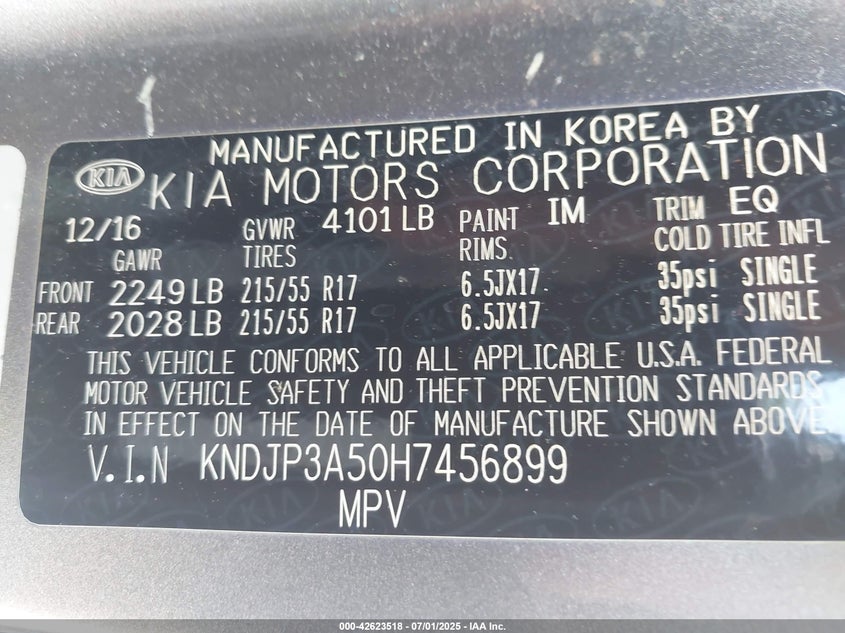 MANUFACTURED IN KOREA BY
KIA KIA MOTORS CORPORATION
12/16 GVWR 4101 LB PAINT IM TRIM EQ
GAWR TIRES RIMS COLD TIRE INFL
FRONT 2249 LB 215/55 R17 6.5JX17 35psi SINGLE
REAR 2028 LB 215/55 R17 6.5JX17 35psi SINGLE
THIS VEHICLE CONFORMS TO ALL APPLICABLE U.S.A. FEDERAL
MOTOR VEHICLE SAFETY AND THEFT PREVENTION STANDARDS
IN EFFECT ON THE DATE OF MANUFACTURE SHOWN ABOVE.
V.I.N KNDJP3A50H7456899
MPV
000-42623518 - 07/01/2025 - IAA Inc.